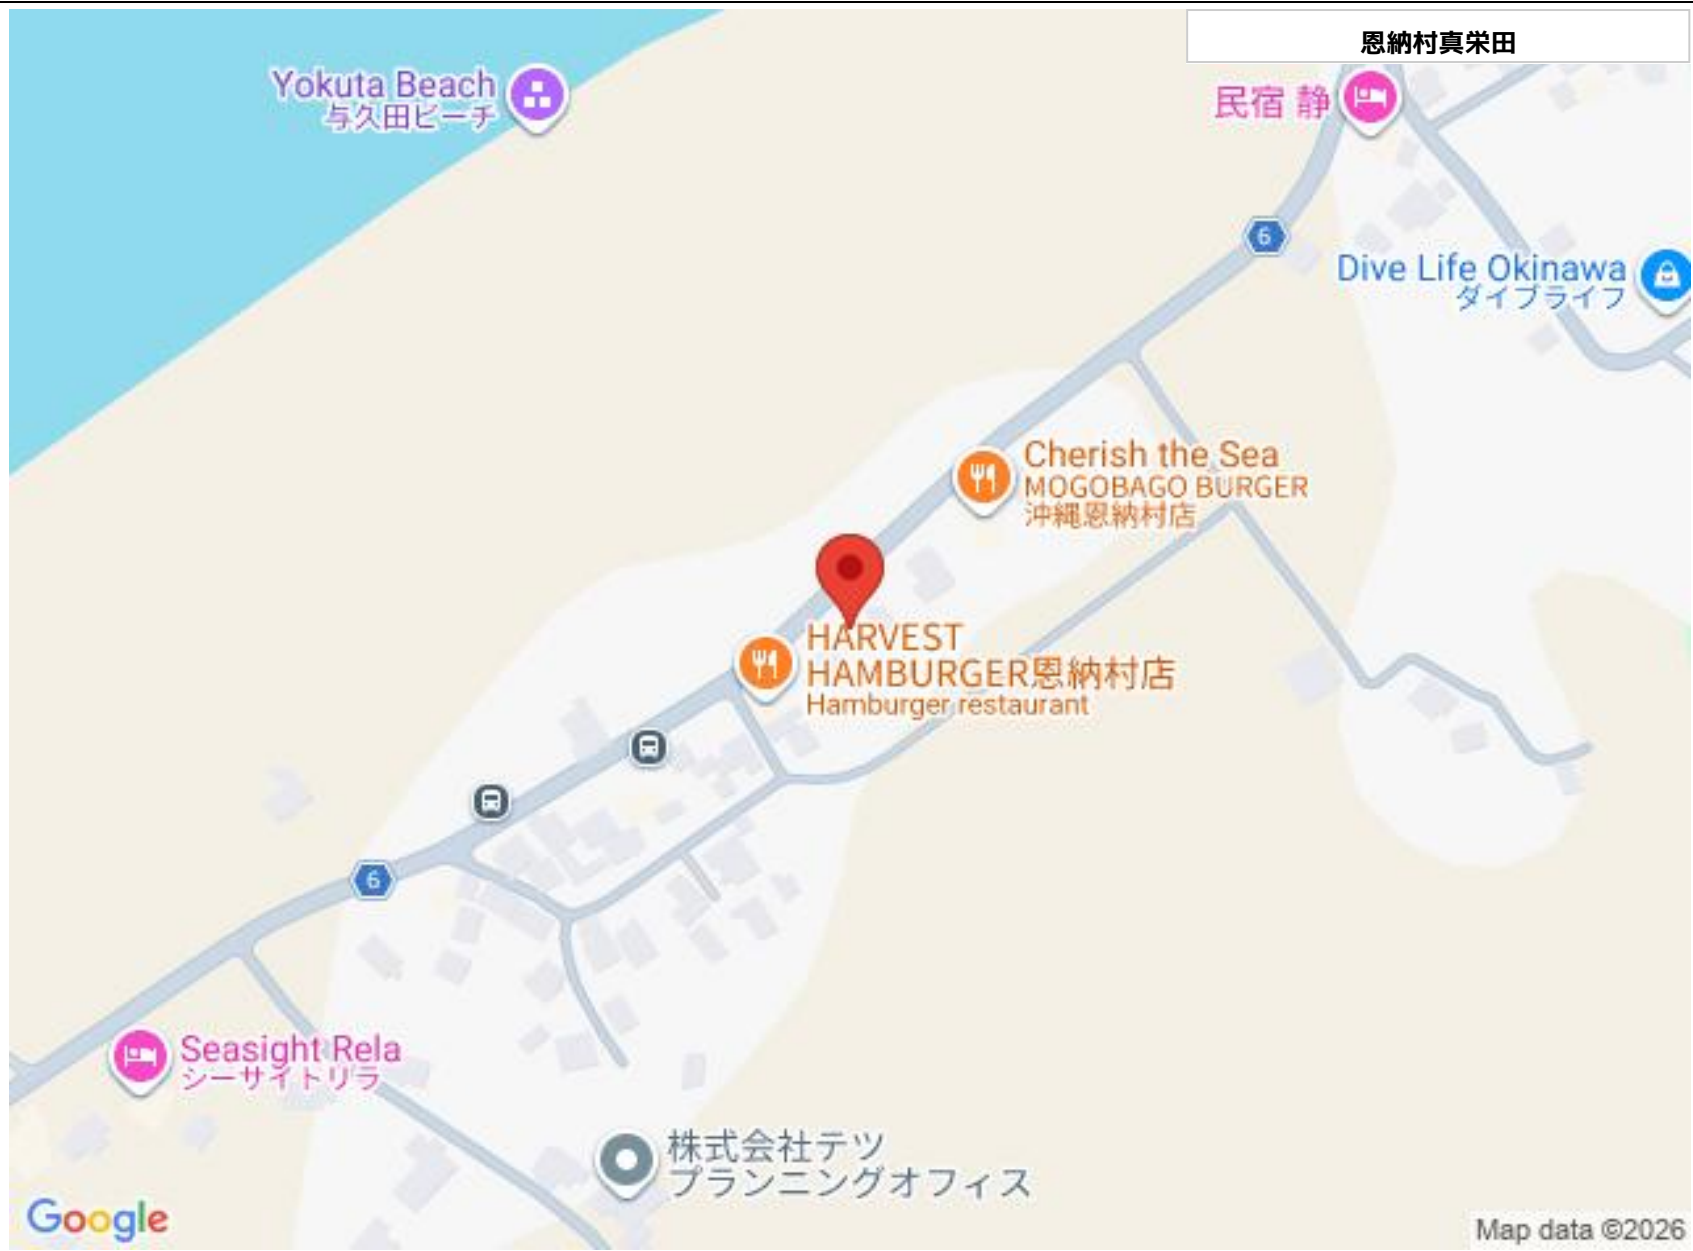 恩納村真栄田
Yokuta Beach
与久田ビーチ
民宿 静
6
Dive Life Okinawa
ダイブライフ
Cherish the Sea
MOGOBAGO BURGER
沖縄恩納村店
HARVEST
HAMBURGER恩納村店
Hamburger restaurant
6
Seasight Rela
シーサイトリラ
株式会社テツ
プランニングオフィス
Google
Map data ©2026